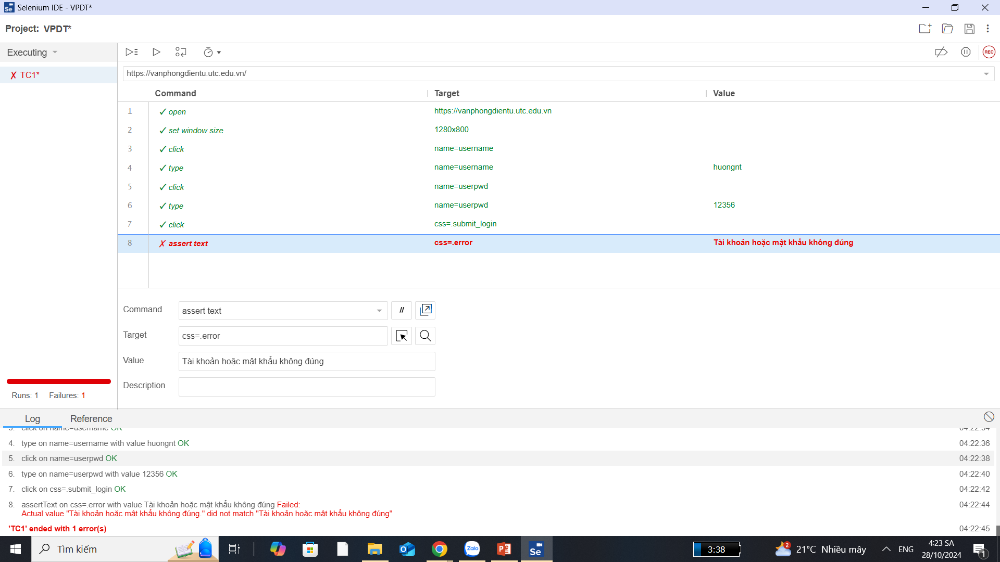 Selenium IDE - VPDT*
Project: VPDT*
Executing
REC
TC1*
https://vanphongdientu.utc.edu.vn/
Command Target Value
1 ✓ open https://vanphongdientu.utc.edu.vn
2 ✓ set window size 1280x800
3 ✓ click name=username
4 ✓ type name=username huongnt
5 ✓ click name=userpwd
6 ✓ type name=userpwd 12356
7 ✓ click css=.submit_login
8 ✗ assert text css=.error Tài khoản hoặc mật khẩu không đúng
Command assert text //
Target css=.error
Value Tài khoản hoặc mật khẩu không đúng
Description
Runs: 1 Failures: 1
Log Reference
3. click on name=username OK 04:22:34
4. type on name=username with value huongnt OK 04:22:36
5. click on name=userpwd OK 04:22:38
6. type on name=userpwd with value 12356 OK 04:22:40
7. click on css=.submit_login OK 04:22:42
8. assertText on css=.error with value Tài khoản hoặc mật khẩu không đúng Failed: 04:22:44
Actual value "Tài khoản hoặc mật khẩu không đúng." did not match "Tài khoản hoặc mật khẩu không đúng"
'TC1' ended with 1 error(s) 04:22:45
Tìm kiếm
Zalo
Se
3:38
2
21°C Nhiều mây
ENG
4:23 SA
28/10/2024
1